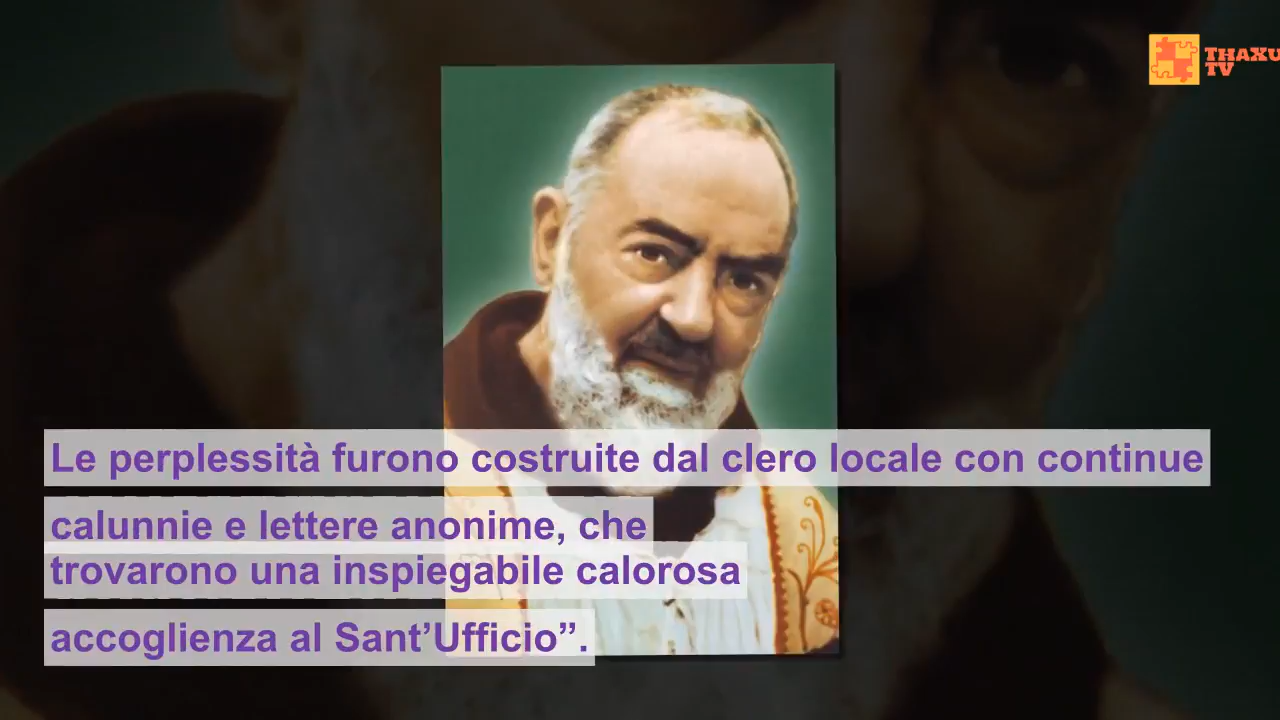 THAXU
TV
Le perplessità furono costruite dal clero locale con continue
calunnie e lettere anonime, che
trovarono una inspiegabile calorosa
accoglienza al Sant’Ufficio”.